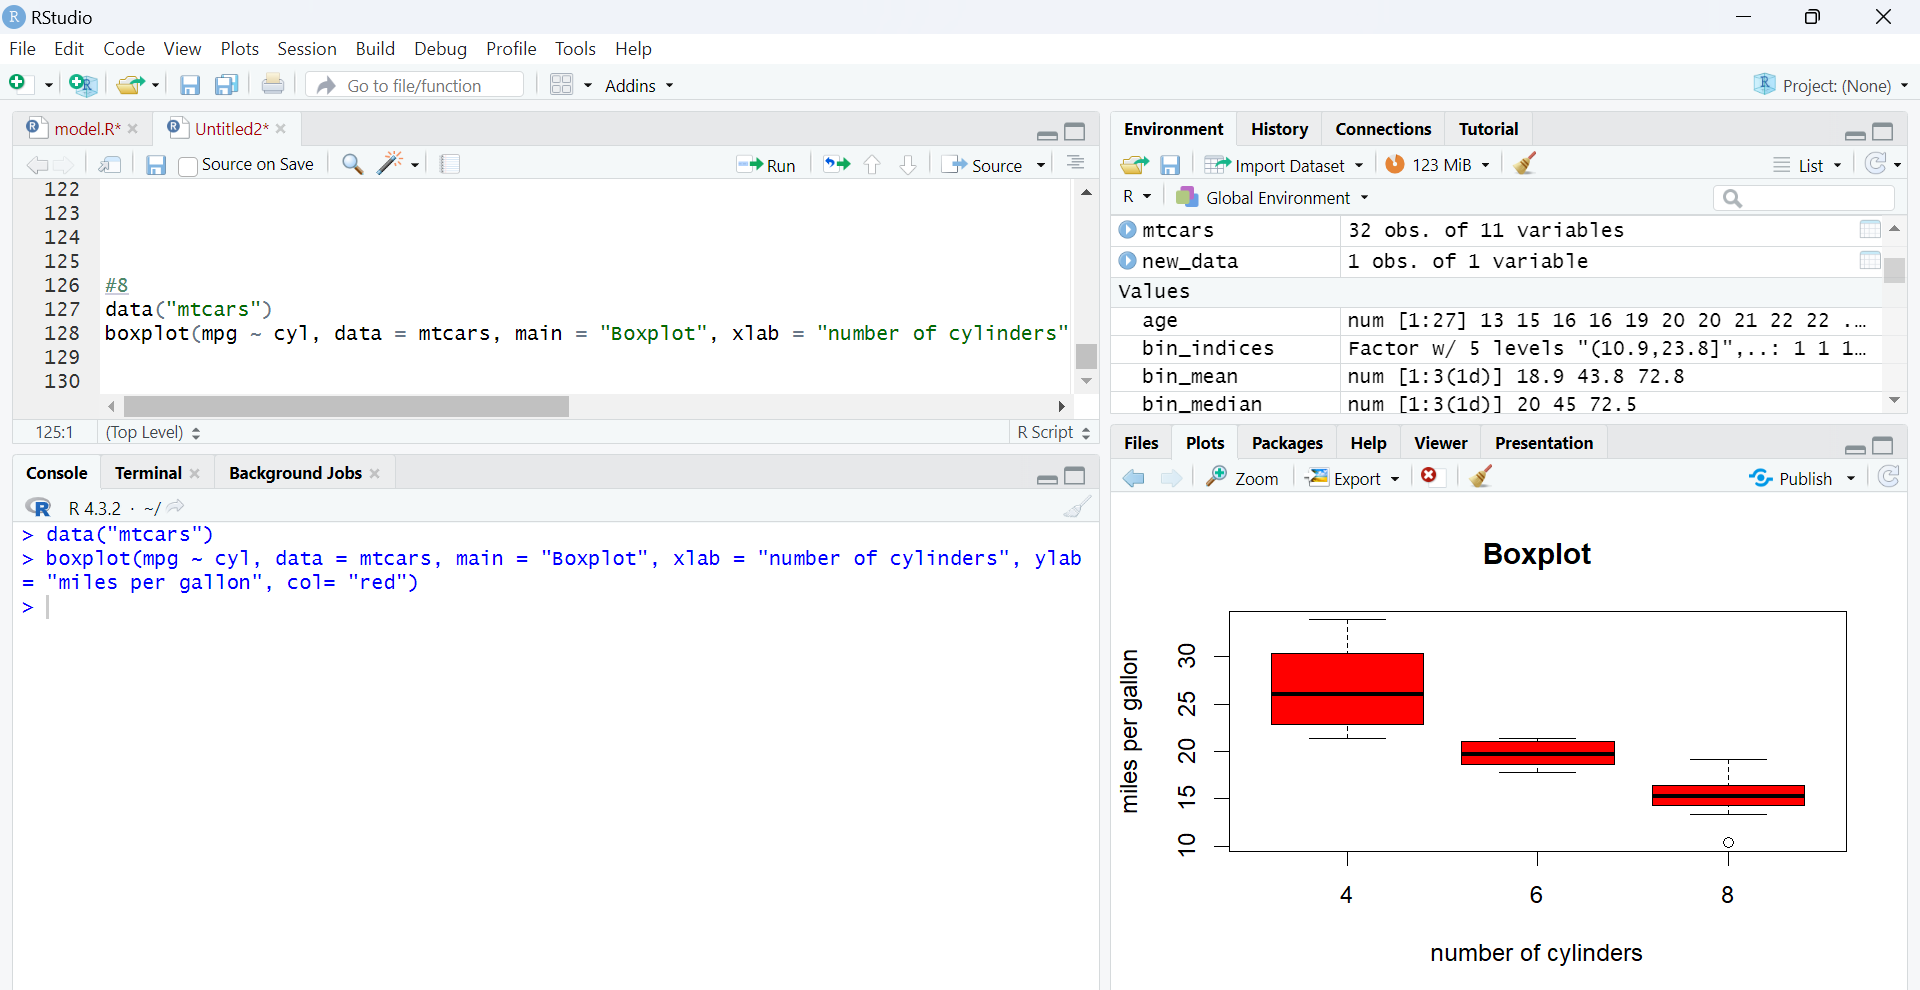 RStudio
File Edit Code View Plots Session Build Debug Profile Tools Help
Go to file/function Addins Project: (None)
model.R* Untitled2*
Source on Save Run Source
122
123
124
125
126 #8
127 data("mtcars")
128 boxplot(mpg ~ cyl, data = mtcars, main = "Boxplot", xlab = "number of cylinders"
129
130
125:1 (Top Level) R Script
Console Terminal Background Jobs
R 4.3.2 · ~/
> data("mtcars")
> boxplot(mpg ~ cyl, data = mtcars, main = "Boxplot", xlab = "number of cylinders", ylab
= "miles per gallon", col= "red")
>
Environment History Connections Tutorial
Import Dataset 123 MiB List
R Global Environment
mtcars 32 obs. of 11 variables
new_data 1 obs. of 1 variable
Values
age num [1:27] 13 15 16 16 19 20 20 21 22 22 ...
bin_indices Factor w/ 5 levels "(10.9,23.8]",..: 1 1 1…
bin_mean num [1:3(1d)] 18.9 43.8 72.8
bin_median num [1:3(1d)] 20 45 72.5
Files Plots Packages Help Viewer Presentation
Zoom Export Publish
Boxplot
miles per gallon
30
25
20
15
10
4 6 8
number of cylinders